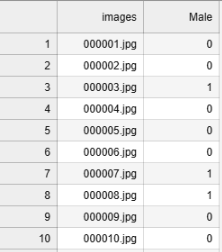 images Male
1 000001.jpg 0
2 000002.jpg 0
3 000003.jpg 1
4 000004.jpg 0
5 000005.jpg 0
6 000006.jpg 0
7 000007.jpg 1
8 000008.jpg 1
9 000009.jpg 0
10 000010.jpg 0